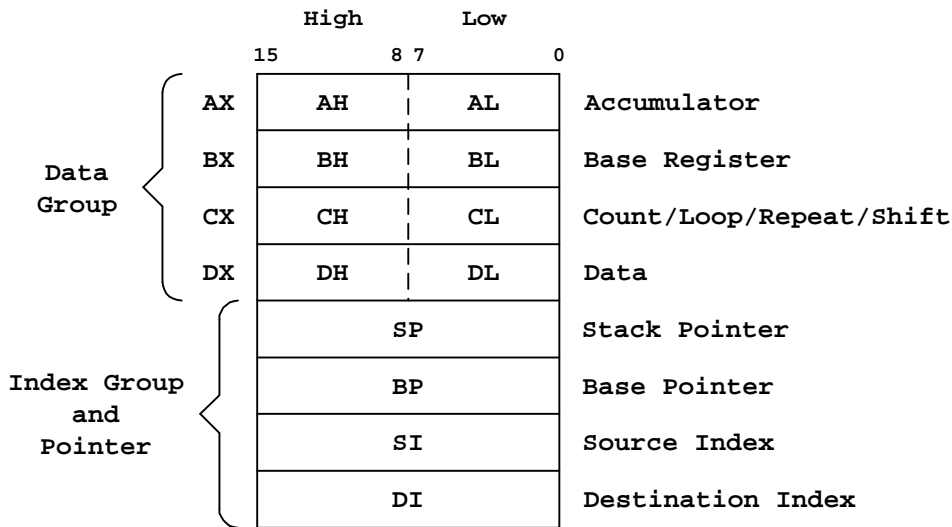 High Low
15 8 7 0
AX AH AL Accumulator
BX BH BL Base Register
Data
Group
CX CH CL Count/Loop/Repeat/Shift
DX DH DL Data
SP Stack Pointer
Index Group
and
Pointer
BP Base Pointer
SI Source Index
DI Destination Index